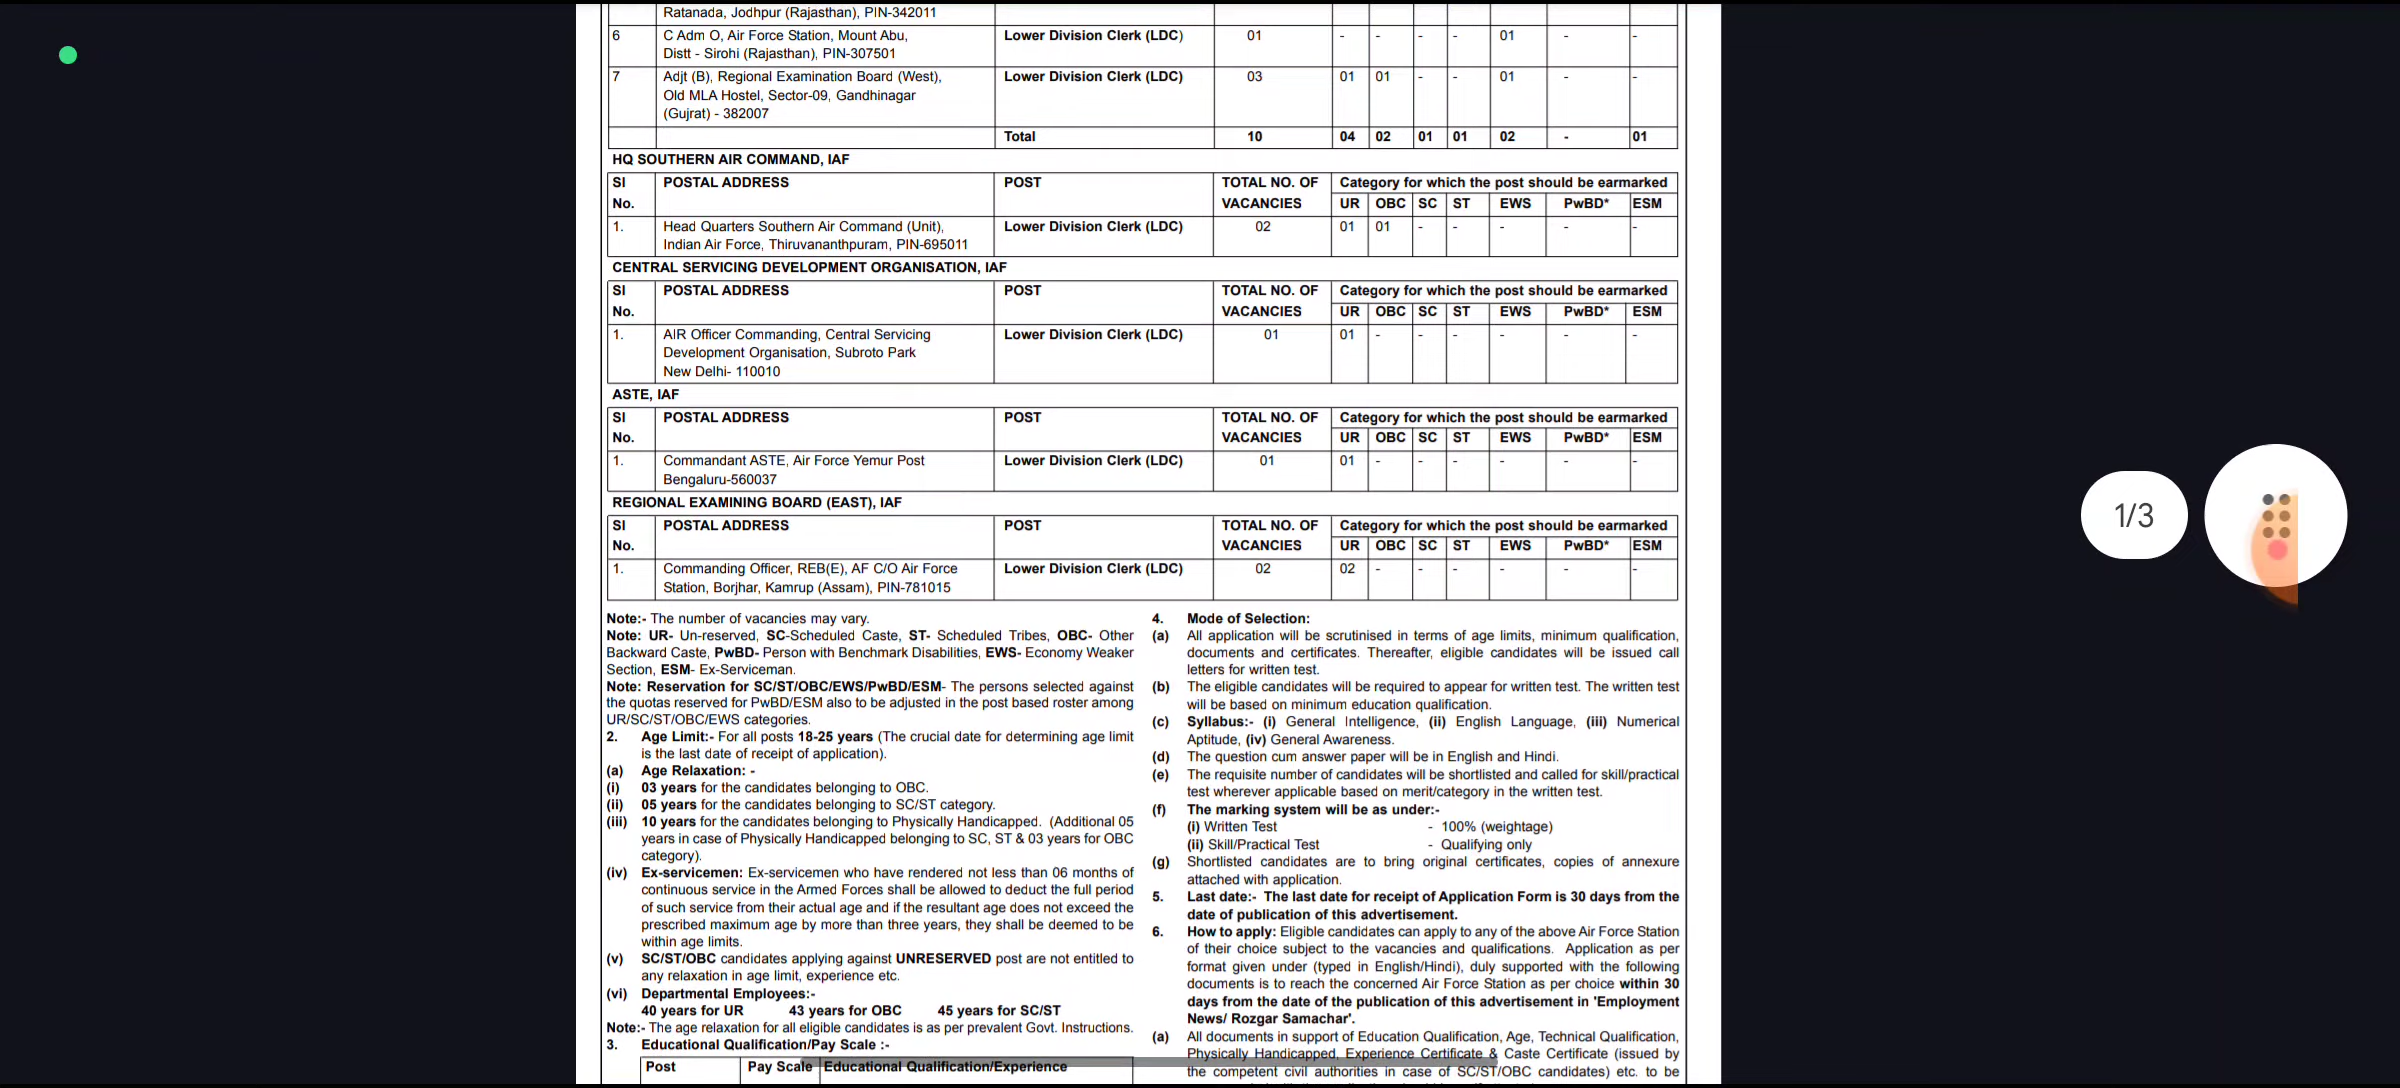 Ratanada, Jodhpur (Rajasthan), PIN-342011
6 C Adm O, Air Force Station, Mount Abu, Lower Division Clerk (LDC) 01 - - - - 01 - -
Distt - Sirohi (Rajasthan), PIN-307501
7 Adjt (B), Regional Examination Board (West), Lower Division Clerk (LDC) 03 01 01 - - 01 - -
Old MLA Hostel, Sector-09, Gandhinagar
(Gujrat) - 382007
Total 10 04 02 01 01 02 - 01
HQ SOUTHERN AIR COMMAND, IAF
SI POSTAL ADDRESS POST TOTAL NO. OF Category for which the post should be earmarked
No. VACANCIES UR OBC SC ST EWS PwBD* ESM
1. Head Quarters Southern Air Command (Unit), Lower Division Clerk (LDC) 02 01 01 - - - - -
Indian Air Force, Thiruvananthpuram, PIN-695011
CENTRAL SERVICING DEVELOPMENT ORGANISATION, IAF
SI POSTAL ADDRESS POST TOTAL NO. OF Category for which the post should be earmarked
No. VACANCIES UR OBC SC ST EWS PwBD* ESM
1. AIR Officer Commanding, Central Servicing Lower Division Clerk (LDC) 01 01 - - - - - -
Development Organisation, Subroto Park
New Delhi- 110010
ASTE, IAF
SI POSTAL ADDRESS POST TOTAL NO. OF Category for which the post should be earmarked
No. VACANCIES UR OBC SC ST EWS PwBD* ESM
1. Commandant ASTE, Air Force Yemur Post Lower Division Clerk (LDC) 01 01 - - - - - -
Bengaluru-560037
REGIONAL EXAMINING BOARD (EAST), IAF
SI POSTAL ADDRESS POST TOTAL NO. OF Category for which the post should be earmarked
No. VACANCIES UR OBC SC ST EWS PwBD* ESM
1. Commanding Officer, REB(E), AF C/O Air Force Lower Division Clerk (LDC) 02 02 - - - - - -
Station, Borjhar, Kamrup (Assam), PIN-781015
Note:- The number of vacancies may vary.
Note: UR- Un-reserved, SC-Scheduled Caste, ST- Scheduled Tribes, OBC- Other
Backward Caste, PwBD- Person with Benchmark Disabilities, EWS- Economy Weaker
Section, ESM- Ex-Serviceman.
Note: Reservation for SC/ST/OBC/EWS/PwBD/ESM- The persons selected against
the quotas reserved for PwBD/ESM also to be adjusted in the post based roster among
UR/SC/ST/OBC/EWS categories.
2. Age Limit:- For all posts 18-25 years (The crucial date for determining age limit
is the last date of receipt of application).
(a) Age Relaxation: -
(i) 03 years for the candidates belonging to OBC.
(ii) 05 years for the candidates belonging to SC/ST category.
(iii) 10 years for the candidates belonging to Physically Handicapped. (Additional 05
years in case of Physically Handicapped belonging to SC, ST & 03 years for OBC
category).
(iv) Ex-servicemen: Ex-servicemen who have rendered not less than 06 months of
continuous service in the Armed Forces shall be allowed to deduct the full period
of such service from their actual age and if the resultant age does not exceed the
prescribed maximum age by more than three years, they shall be deemed to be
within age limits.
(v) SC/ST/OBC candidates applying against UNRESERVED post are not entitled to
any relaxation in age limit, experience etc.
(vi) Departmental Employees:-
40 years for UR 43 years for OBC 45 years for SC/ST
Note:- The age relaxation for all eligible candidates is as per prevalent Govt. Instructions.
3. Educational Qualification/Pay Scale :-
Post Pay Scale Educational Qualification/Experience
4. Mode of Selection:
(a) All application will be scrutinised in terms of age limits, minimum qualification,
documents and certificates. Thereafter, eligible candidates will be issued call
letters for written test.
(b) The eligible candidates will be required to appear for written test. The written test
will be based on minimum education qualification.
(c) Syllabus:- (i) General Intelligence, (ii) English Language, (iii) Numerical
Aptitude, (iv) General Awareness.
(d) The question cum answer paper will be in English and Hindi.
(e) The requisite number of candidates will be shortlisted and called for skill/practical
test wherever applicable based on merit/category in the written test.
(f) The marking system will be as under:-
(i) Written Test - 100% (weightage)
(ii) Skill/Practical Test - Qualifying only
(g) Shortlisted candidates are to bring original certificates, copies of annexure
attached with application.
5. Last date:- The last date for receipt of Application Form is 30 days from the
date of publication of this advertisement.
6. How to apply: Eligible candidates can apply to any of the above Air Force Station
of their choice subject to the vacancies and qualifications. Application as per
format given under (typed in English/Hindi), duly supported with the following
documents is to reach the concerned Air Force Station as per choice within 30
days from the date of the publication of this advertisement in 'Employment
News/ Rozgar Samachar'.
(a) All documents in support of Education Qualification, Age, Technical Qualification,
Physically Handicapped, Experience Certificate & Caste Certificate (issued by
the competent civil authorities in case of SC/ST/OBC candidates) etc. to be
1/3